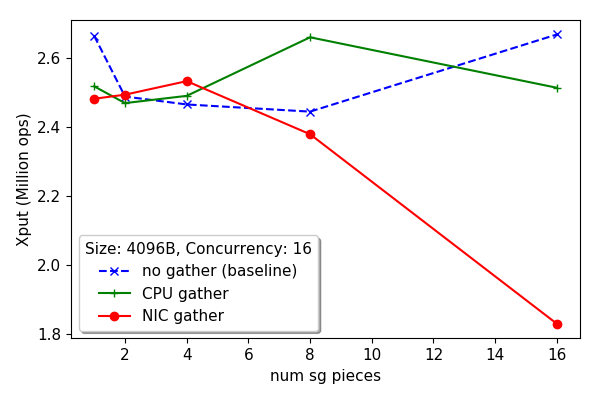 2.6
2.4
2.2
2.0
1.8
Xput (Million ops)
Size: 4096B, Concurrency: 16
no gather (baseline)
CPU gather
NIC gather
2 4 6 8 10 12 14 16
num sg pieces